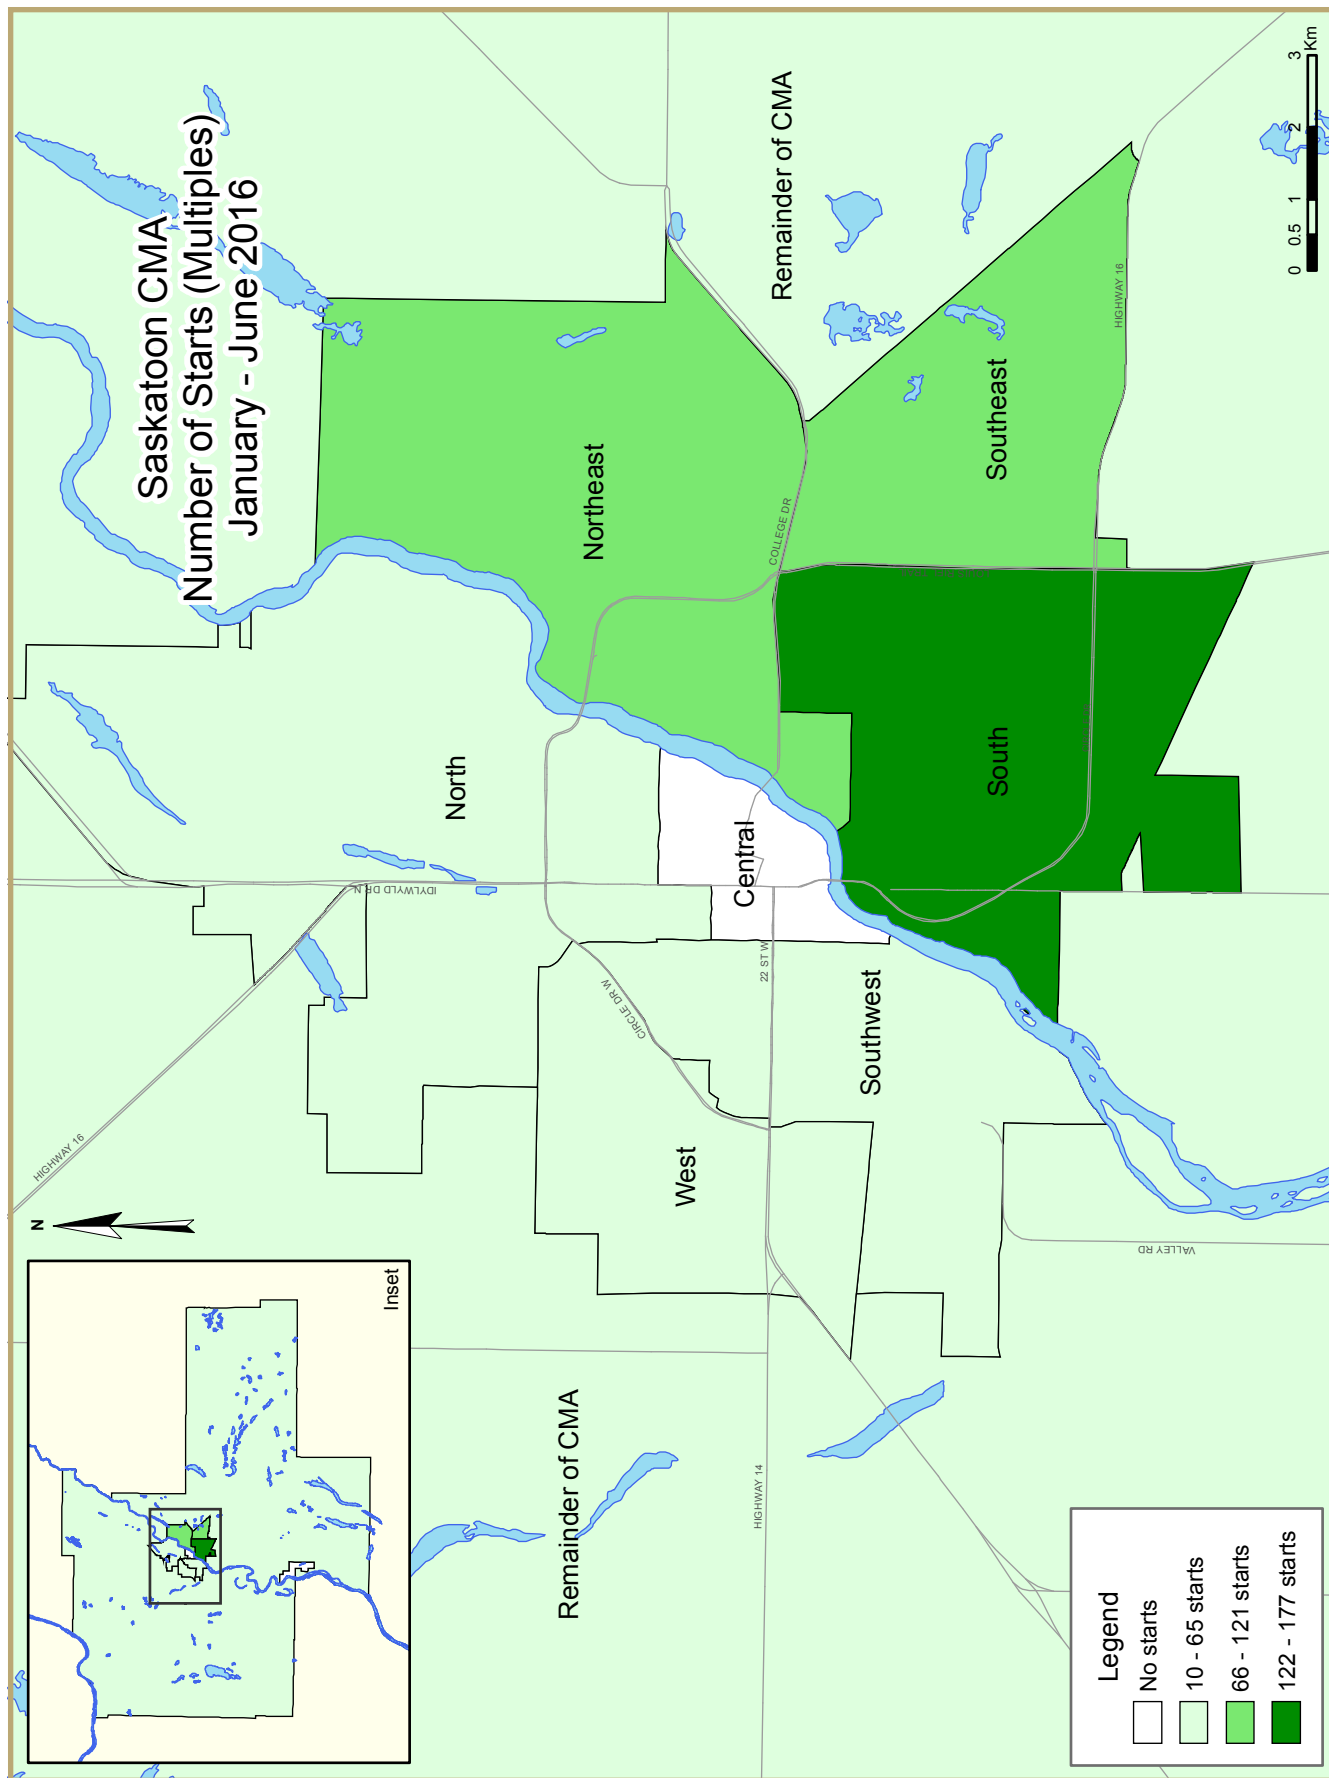 Saskatoon CMA
Number of Starts (Multiples)
January - June 2016
Inset
N
HIGHWAY 16
IDYLWYLD DR N
North
Northeast
Remainder of CMA
CIRCLE DR W
COLLEGE DR
West
22 ST W
Central
Southwest
South
Southeast
HIGHWAY 16
Remainder of CMA
HIGHWAY 14
VALLEY RD
Legend
No starts
10 - 65 starts
66 - 121 starts
122 - 177 starts
0 0.5 1 2 3
Km